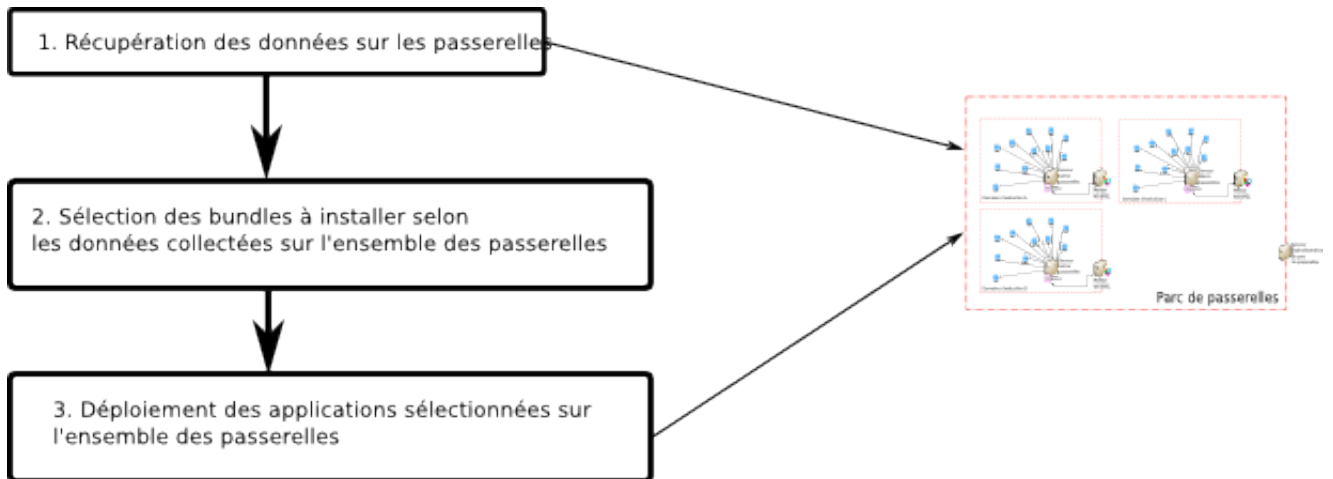 1. Récupération des données sur les passerelles
2. Sélection des bundles à installer selon
les données collectées sur l'ensemble des passerelles
3. Déploiement des applications sélectionnées sur
l'ensemble des passerelles
Parc de passerelles